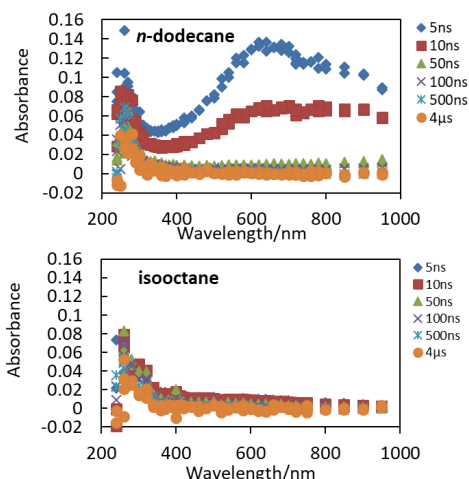 0.16
n-dodecane
0.14
0.12
0.1
0.08
0.06
0.04
0.02
0
-0.02
Absorbance
200 400 600 800 1000
Wavelength/nm
5ns
10ns
50ns
100ns
500ns
4µs
0.16
isooctane
0.14
0.12
0.1
0.08
0.06
0.04
0.02
0
-0.02
Absorbance
200 400 600 800 1000
Wavelength/nm
5ns
10ns
50ns
100ns
500ns
4µs